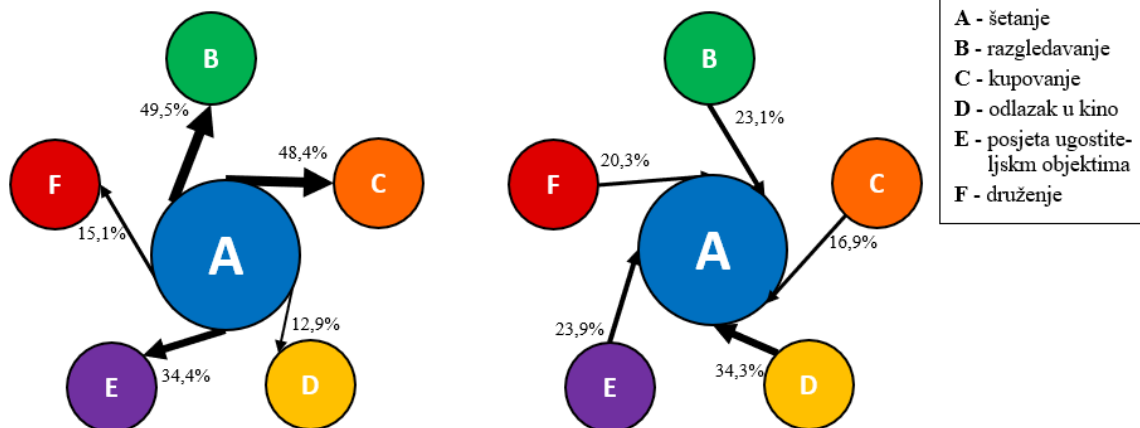 B
49,5%
48,4%
F
C
15,1%
A
12,9%
34,4%
E
D
B
23,1%
20,3%
F
C
A
16,9%
23,9%
34,3%
E
D
A - šetanje
B - razgledavanje
C - kupovanje
D - odlazak u kino
E - posjeta ugostite-
ljskm objektima
F - druženje